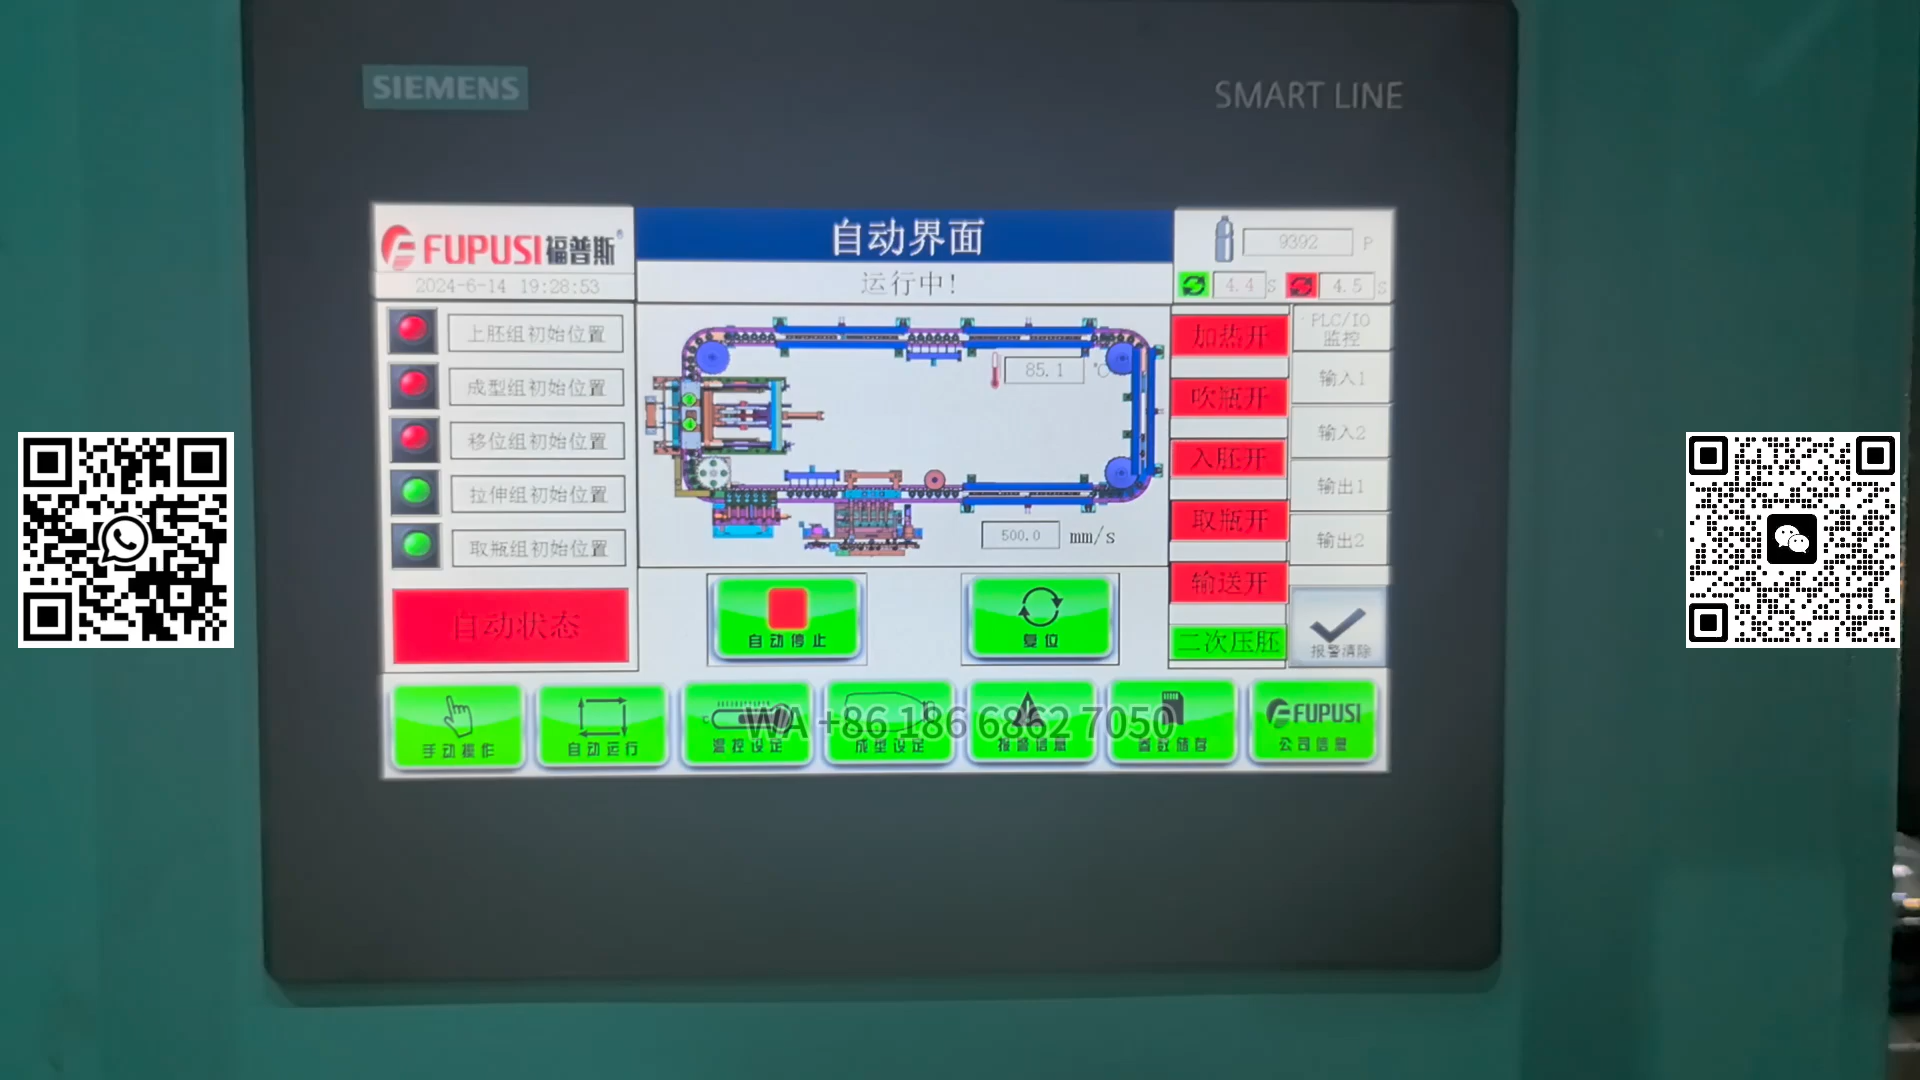 SIEMENS
SMART LINE
FUPUSI福普斯®
自动界面
9392 P
2024-6-14 19:28:53
运行中!
4.4 S
4.5 S
上胚组初始位置
成型组初始位置
移位组初始位置
拉伸组初始位置
取瓶组初始位置
自动状态
85.1 ℃
500.0 mm/s
加热开
吹瓶开
入胚开
取瓶开
输送开
二次压胚
PLC/IO
监控
输入1
输入2
输出1
输出2
报警清除
自动停止
复位
手动操作
自动运行
温控设定
成型设定
报警信息
参数储存
FUPUSI
公司信息
WA +86 186 6862 7050